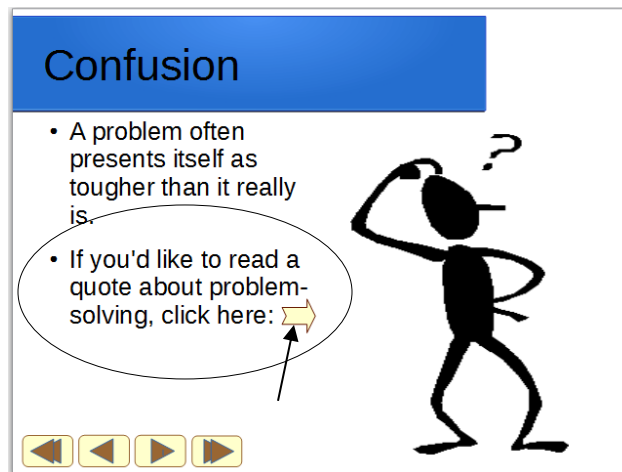 Confusion
• A problem often
presents itself as
tougher than it really
is.
• If you'd like to read a
quote about problem-
solving, click here:
?